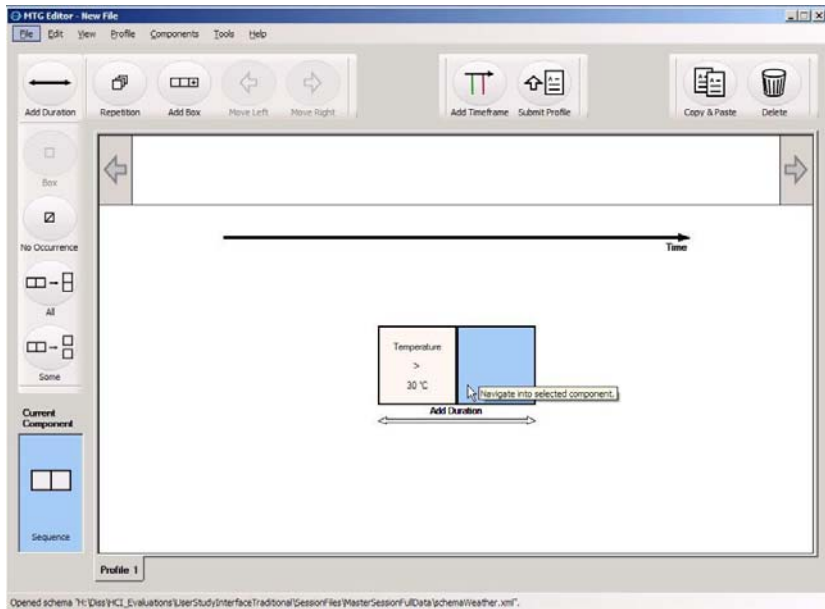 MTG Editor - New File
File Edit View Profile Components Tools Help
Add Duration Repetition Add Box Move Left Move Right Add Timeframe Submit Profile Copy & Paste Delete
Box
No Occurrence
All
Some
Current
Component
Sequence
Time
Temperature
>
30 °C
Navigate into selected component.
Add Duration
Profile 1
Opened schema "H:\Diss\HCI_Evaluations\UserStudyInterfaceTraditional\SessionFiles\MasterSessionFullData\schemaWeather.xml".